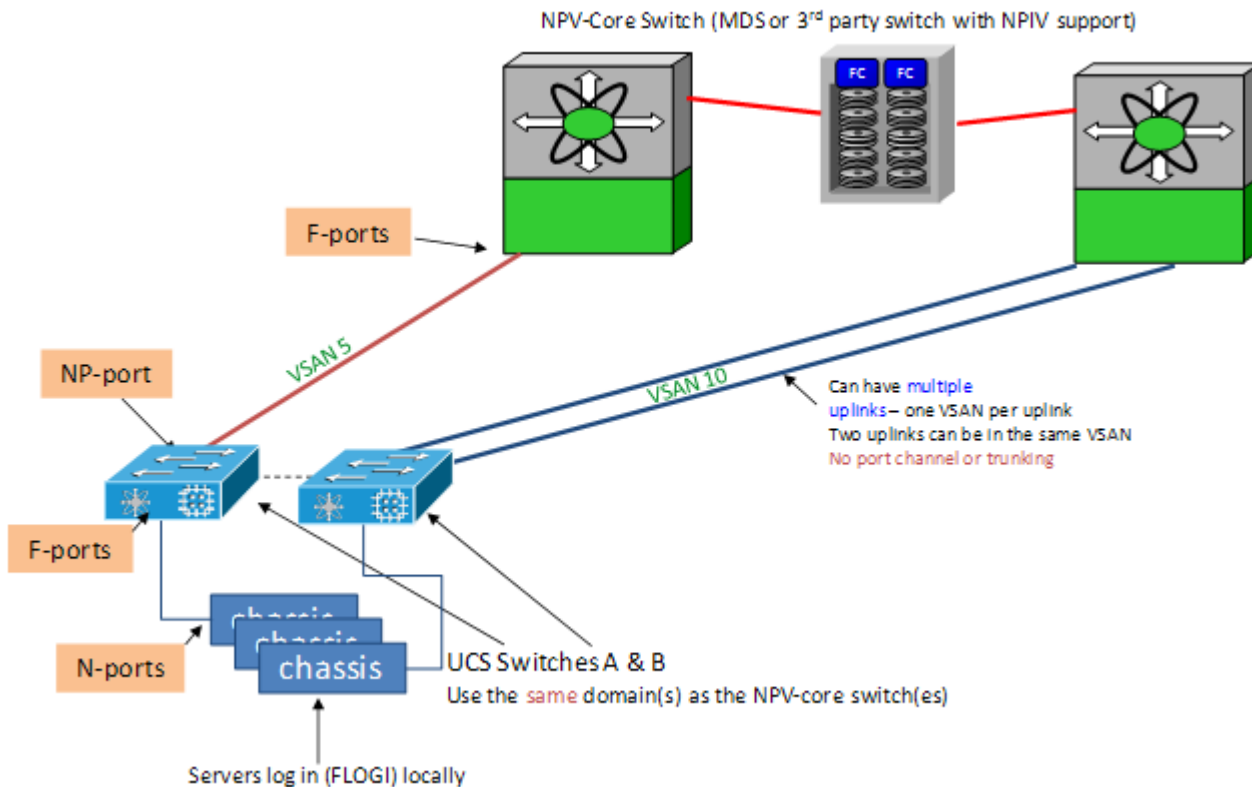 NPV-Core Switch (MDS or 3rd party switch with NPIV support)
FC FC
F-ports
VSAN 5
NP-port
VSAN 10
Can have multiple
uplinks – one VSAN per uplink
Two uplinks can be in the same VSAN
No port channel or trunking
F-ports
chassis
chassis
chassis
N-ports
UCS Switches A & B
Use the same domain(s) as the NPV-core switch(es)
Servers log in (FLOGI) locally